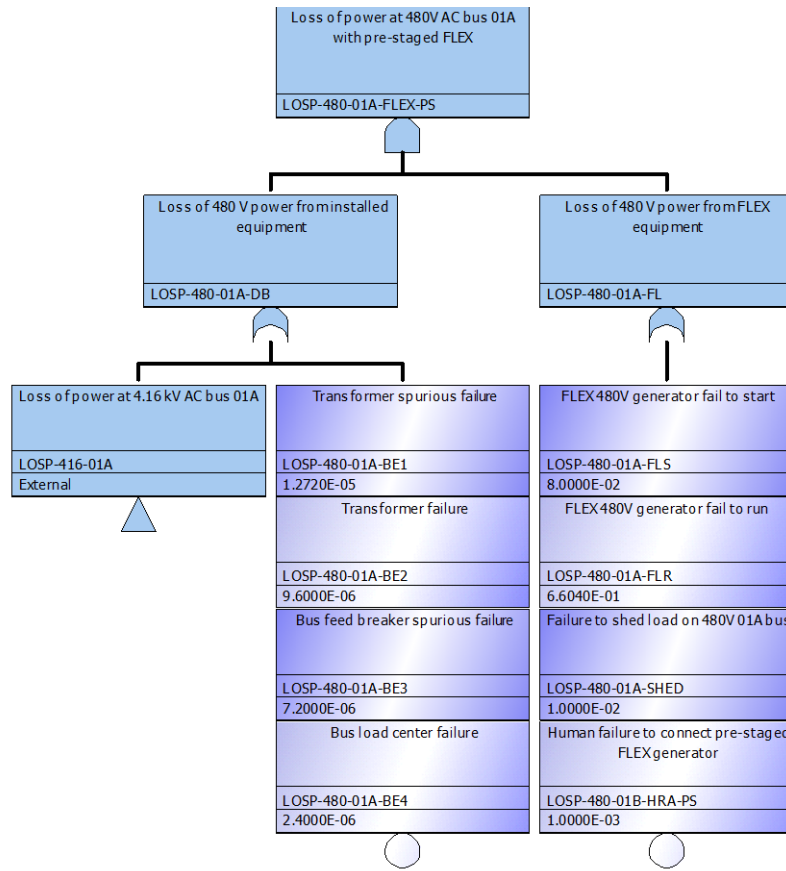 Loss of power at 480V AC bus 01A
with pre-staged FLEX
LOSP-480-01A-FLEX-PS
Loss of 480 V power from installed
equipment
LOSP-480-01A-DB
Loss of 480 V power from FLEX
equipment
LOSP-480-01A-FL
Loss of power at 4.16 kV AC bus 01A
LOSP-416-01A
External
Transformer spurious failure
LOSP-480-01A-BE1
1.2720E-05
Transformer failure
LOSP-480-01A-BE2
9.6000E-06
Bus feed breaker spurious failure
LOSP-480-01A-BE3
7.2000E-06
Bus load center failure
LOSP-480-01A-BE4
2.4000E-06
FLEX 480V generator fail to start
LOSP-480-01A-FLS
8.0000E-02
FLEX 480V generator fail to run
LOSP-480-01A-FLR
6.6040E-01
Failure to shed load on 480V 01A bus
LOSP-480-01A-SHED
1.0000E-02
Human failure to connect pre-staged
FLEX generator
LOSP-480-01B-HRA-PS
1.0000E-03